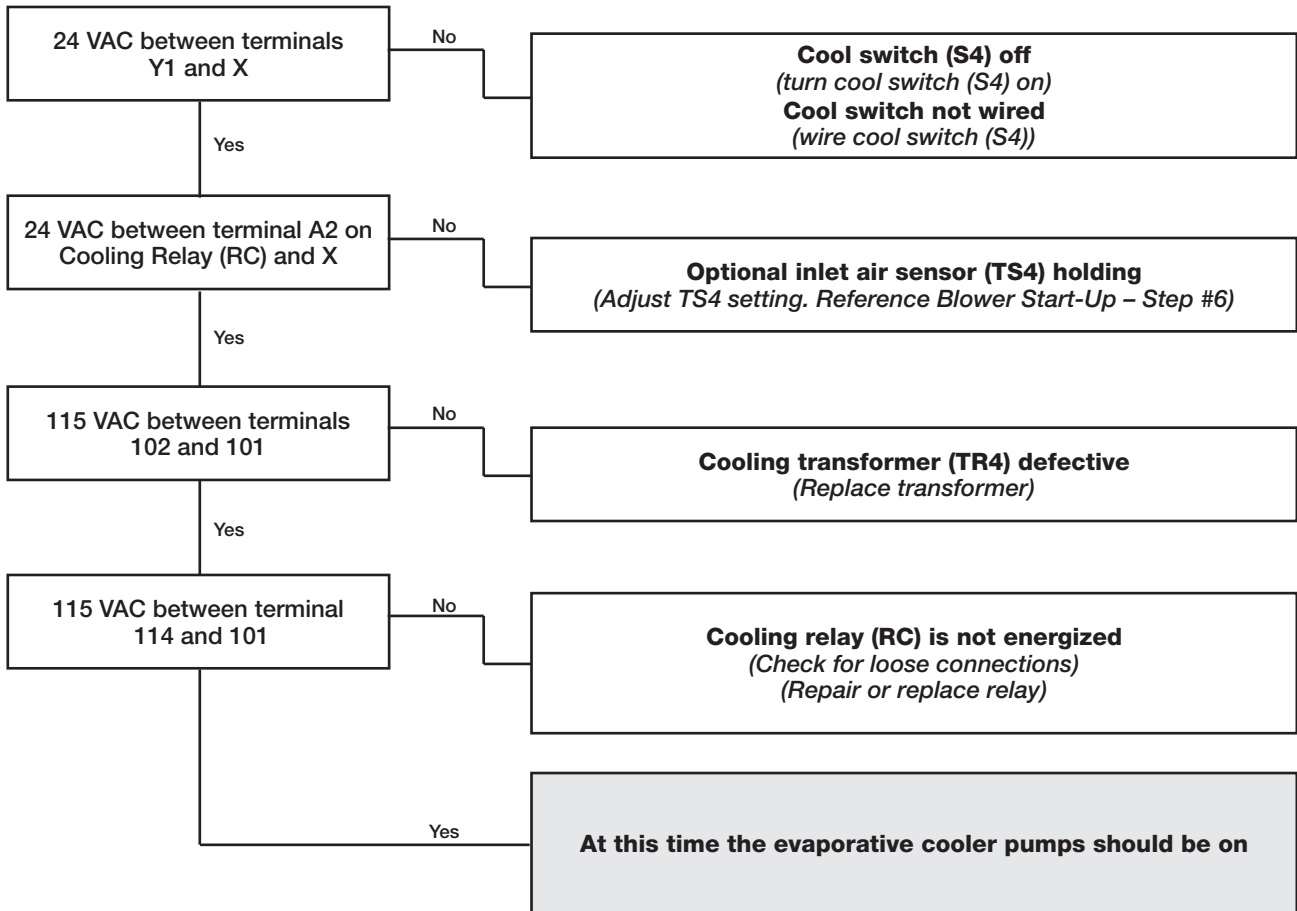 24 VAC between terminals
Y1 and X
No
Cool switch (S4) off
(turn cool switch (S4) on)
Cool switch not wired
(wire cool switch (S4))
Yes
24 VAC between terminal A2 on
Cooling Relay (RC) and X
No
Optional inlet air sensor (TS4) holding
(Adjust TS4 setting. Reference Blower Start-Up – Step #6)
Yes
115 VAC between terminals
102 and 101
No
Cooling transformer (TR4) defective
(Replace transformer)
Yes
115 VAC between terminal
114 and 101
No
Cooling relay (RC) is not energized
(Check for loose connections)
(Repair or replace relay)
Yes
At this time the evaporative cooler pumps should be on